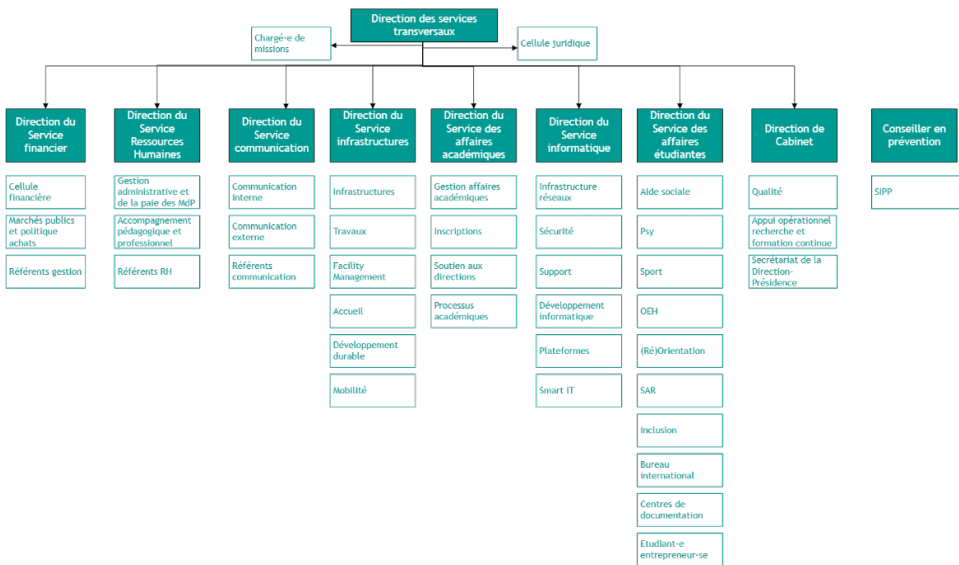 Direction des services
transversaux
Chargé-e de
missions
Cellule juridique
Direction du
Service
financier
Direction du
Service
Ressources
Humaines
Direction du
Service
communication
Direction du
Service
infrastructures
Direction du
Service des
affaires
académiques
Direction du
Service
informatique
Direction du
Service des
affaires
étudiantes
Direction de
Cabinet
Conseiller en
prévention
Cellule
financière
Marchés publics
et politique
achats
Référents gestion
Gestion
administrative et
de la paie des MdP
Accompagnement
pédagogique et
professionnel
Référents RH
Communication
interne
Communication
externe
Référents
communication
Infrastructures
Travaux
Facility
Management
Accueil
Développement
durable
Mobilité
Gestion affaires
académiques
Inscriptions
Soutien aux
directions
Processus
académiques
Infrastructure
réseaux
Sécurité
Support
Développement
informatique
Plateformes
Smart IT
Aide sociale
Psy
Sport
OEH
(Ré)Orientation
SAR
Inclusion
Bureau
international
Centres de
documentation
Etudiant-e
entrepreneur-se
Qualité
Appui opérationnel
recherche et
formation continue
Secrétariat de la
Direction-
Présidence
SIPP